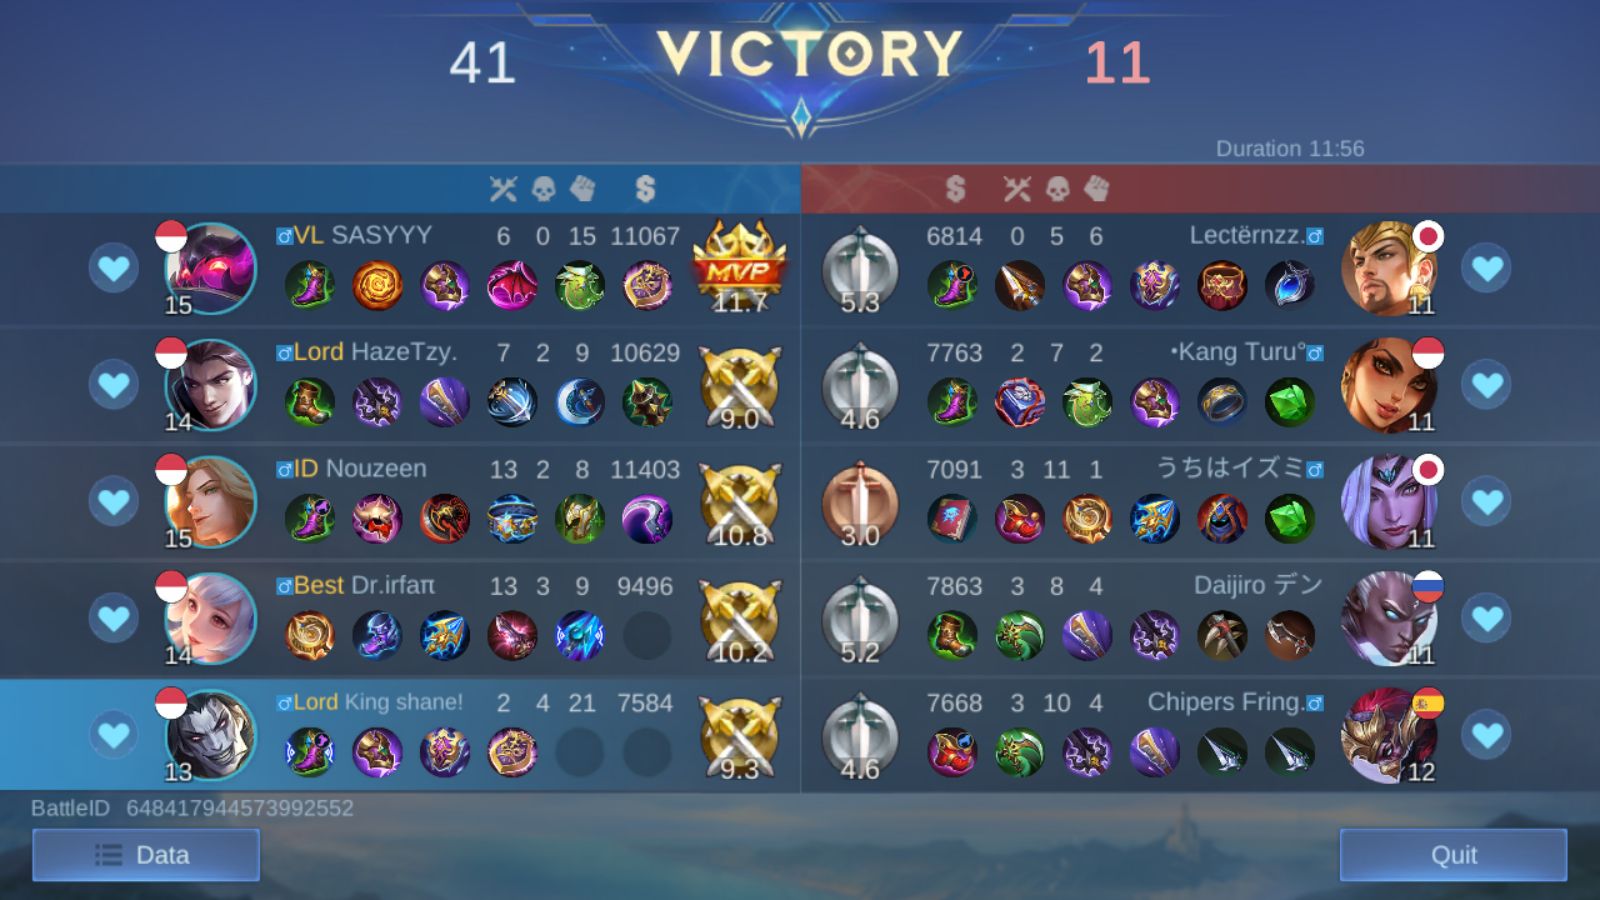 41 VICTORY 11
Duration 11:56
VL SASYYY 6 0 15 11067
15
MVP
11.7
6814 0 5 6 Lectërnzz.
5.3
11
Lord HazeTzy. 7 2 9 10629
14
9.0
7763 2 7 2 •Kang Turu°
4.6
11
ID Nouzeen 13 2 8 11403
15
10.8
7091 3 11 1 うちはイズミ
3.0
11
Best Dr.irfaπ 13 3 9 9496
14
10.2
7863 3 8 4 Daijiro デン
5.2
11
Lord King shane! 2 4 21 7584
13
9.3
7668 3 10 4 Chipers Fring.
4.6
12
BattleID 648417944573992552
Data
Quit